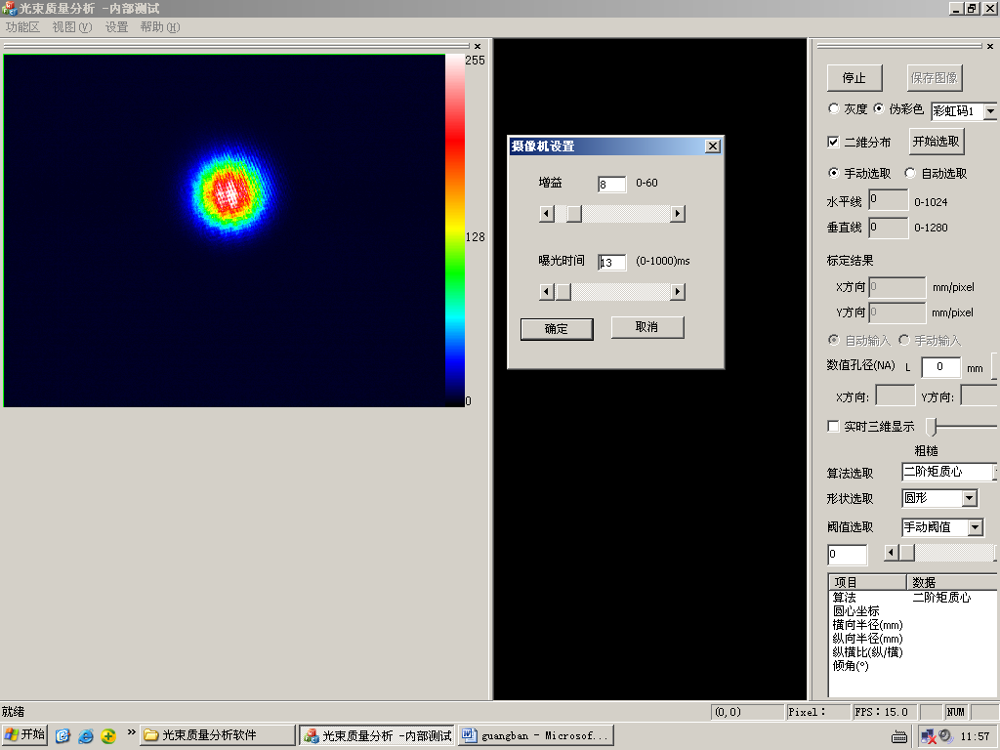 光束质量分析 -内部测试
功能区 视图(V) 设置 帮助(H)
255
128
0
摄像机设置
增益 8 0-60
曝光时间 13 (0-1000)ms
确定 取消
停止 保存图像
灰度 伪彩色 彩虹码1
二维分布 开始选取
手动选取 自动选取
水平线 0 0-1024
垂直线 0 0-1280
标定结果
X方向 0 mm/pixel
Y方向 0 mm/pixel
自动输入 手动输入
数值孔径(NA) L 0 mm
X方向: Y方向:
实时三维显示
粗糙
算法选取 二阶矩质心
形状选取 圆形
阈值选取 手动阈值
0
项目 数据
算法 二阶矩质心
圆心坐标
横向半径(mm)
纵向半径(mm)
纵横比(纵/横)
倾角(°)
就绪 (0,0) Pixel: FPS:15.0 NUM
开始 光束质量分析软件 光束质量分析 -内部测试 guangban - Microsof... 11:57